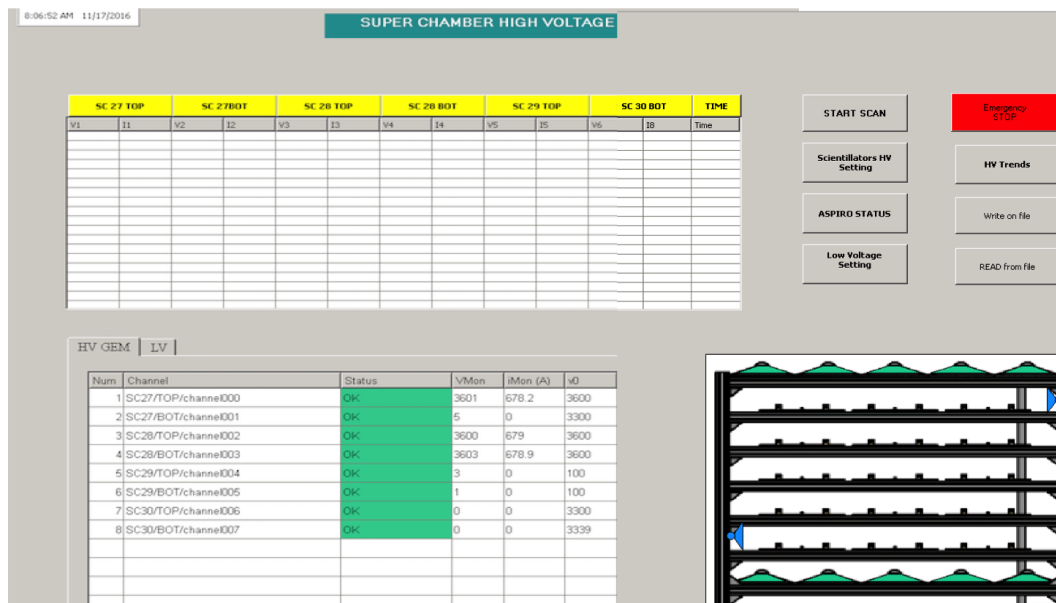 8:06:52 AM 11/17/2016
SUPER CHAMBER HIGH VOLTAGE
SC 27 TOP SC 27BOT SC 28 TOP SC 28 BOT SC 29 TOP SC 30 BOT TIME
V1 I1 V2 I2 V3 I3 V4 I4 V5 I5 V6 I8 Time
START SCAN
Emergency
STOP
Scientillators HV
Setting
HV Trends
ASPIRO STATUS
Write on file
Low Voltage
Setting
READ from file
HV GEM LV
Num Channel Status VMon iMon (A) v0
1 SC27/TOP/channel000 OK 3601 678.2 3600
2 SC27/BOT/channel001 OK 5 0 3300
3 SC28/TOP/channel002 OK 3600 679 3600
4 SC28/BOT/channel003 OK 3603 678.9 3600
5 SC29/TOP/channel004 OK 3 0 100
6 SC29/BOT/channel005 OK 1 0 100
7 SC30/TOP/channel006 OK 0 0 3300
8 SC30/BOT/channel007 OK 0 0 3339